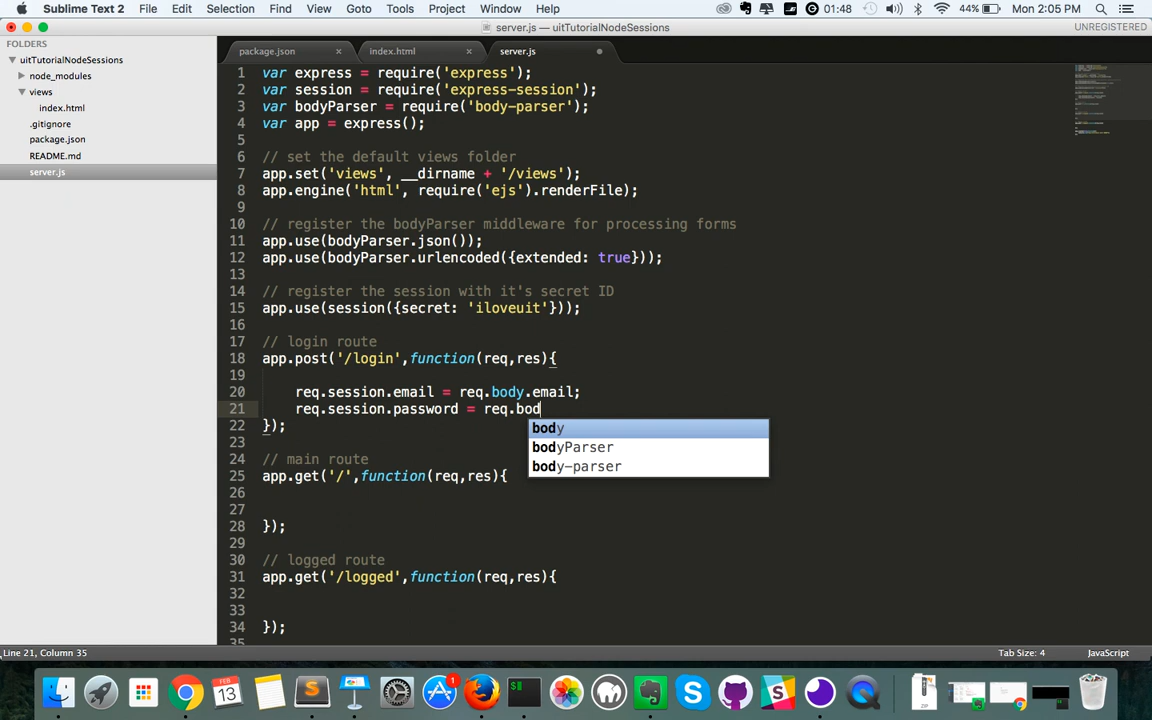 Sublime Text 2 File Edit Selection Find View Goto Tools Project Window Help 01:48 44% Mon 2:05 PM
server.js — uitTutorialNodeSessions UNREGISTERED
FOLDERS
uitTutorialNodeSessions
node_modules
views
index.html
.gitignore
package.json
README.md
server.js
package.json × index.html × server.js
1 var express = require('express');
2 var session = require('express-session');
3 var bodyParser = require('body-parser');
4 var app = express();
5
6 // set the default views folder
7 app.set('views', __dirname + '/views');
8 app.engine('html', require('ejs').renderFile);
9
10 // register the bodyParser middleware for processing forms
11 app.use(bodyParser.json());
12 app.use(bodyParser.urlencoded({extended: true}));
13
14 // register the session with it's secret ID
15 app.use(session({secret: 'iloveuit'}));
16
17 // login route
18 app.post('/login',function(req,res){
19
20 req.session.email = req.body.email;
21 req.session.password = req.bod
22 });
body
bodyParser
body-parser
23
24 // main route
25 app.get('/',function(req,res){
26
27
28 });
29
30 // logged route
31 app.get('/logged',function(req,res){
32
33
34 });
35
Line 21, Column 35 Tab Size: 4 JavaScript
FEB
13
1
ZIP